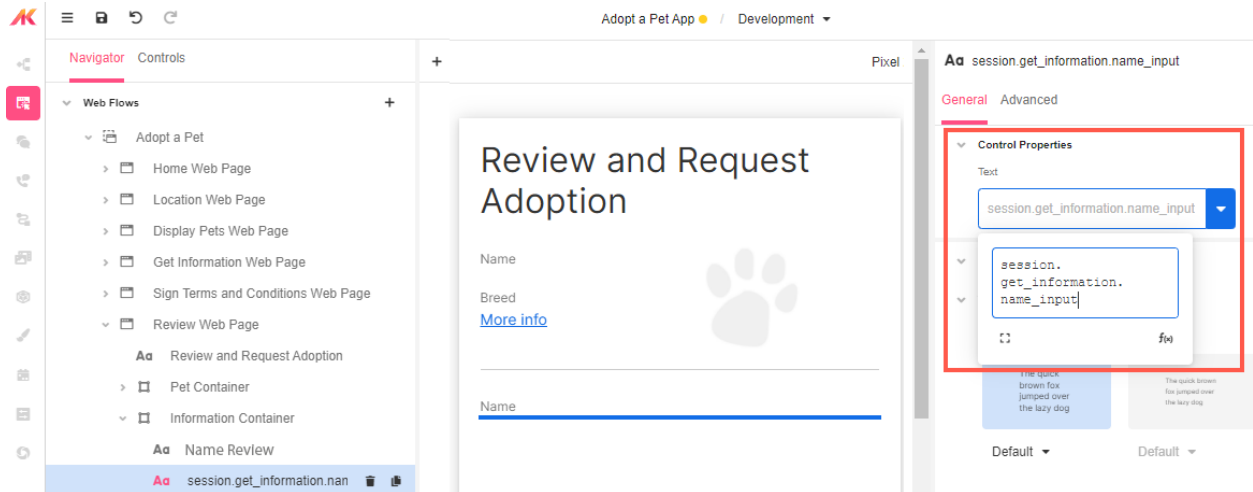 Adopt a Pet App / Development
Navigator Controls
Web Flows
Adopt a Pet
Home Web Page
Location Web Page
Display Pets Web Page
Get Information Web Page
Sign Terms and Conditions Web Page
Review Web Page
Aa Review and Request Adoption
Pet Container
Information Container
Aa Name Review
Aa session.get_information.nan
+
Pixel
Review and Request
Adoption
Name
Breed
More info
Name
Aa session.get_information.name_input
General Advanced
Control Properties
Text
session.get_information.name_input
session.
get_information.
name_input
f(x)
The quick
brown fox
jumped over
the lazy dog
The quick brown
fox jumped over
the lazy dog
Default
Default